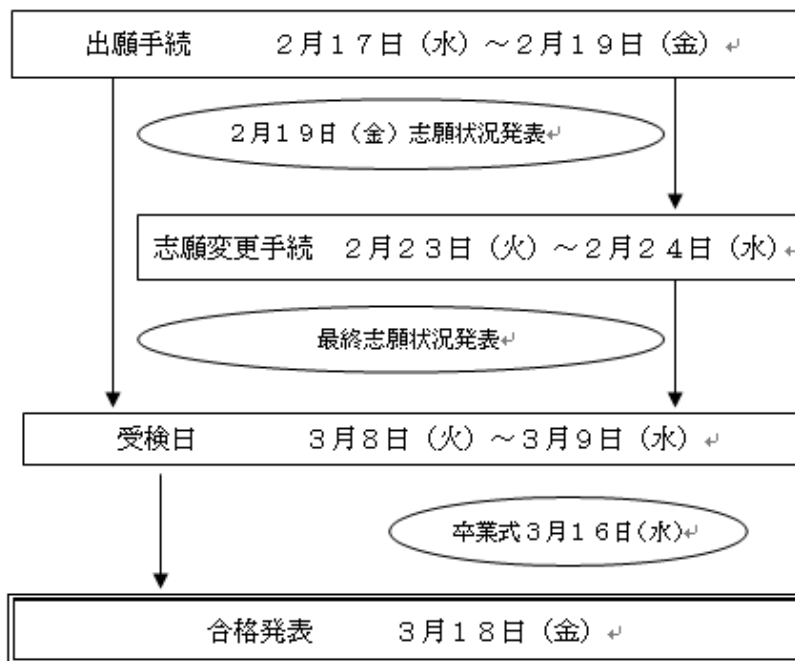 出願手続　２月１７日（水）～２月１９日（金）
２月１９日（金）志願状況発表
志願変更手続　２月２３日（火）～２月２４日（水）
最終志願状況発表
受検日　３月８日（火）～３月９日（水）
卒業式３月１６日（水）
合格発表　３月１８日（金）